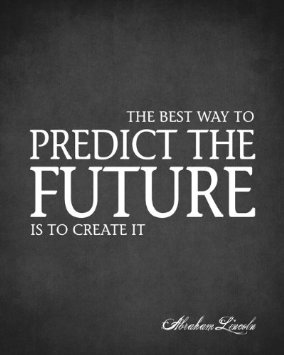 THE BEST WAY TO
PREDICT THE
FUTURE
IS TO CREATE IT
Abraham Lincoln